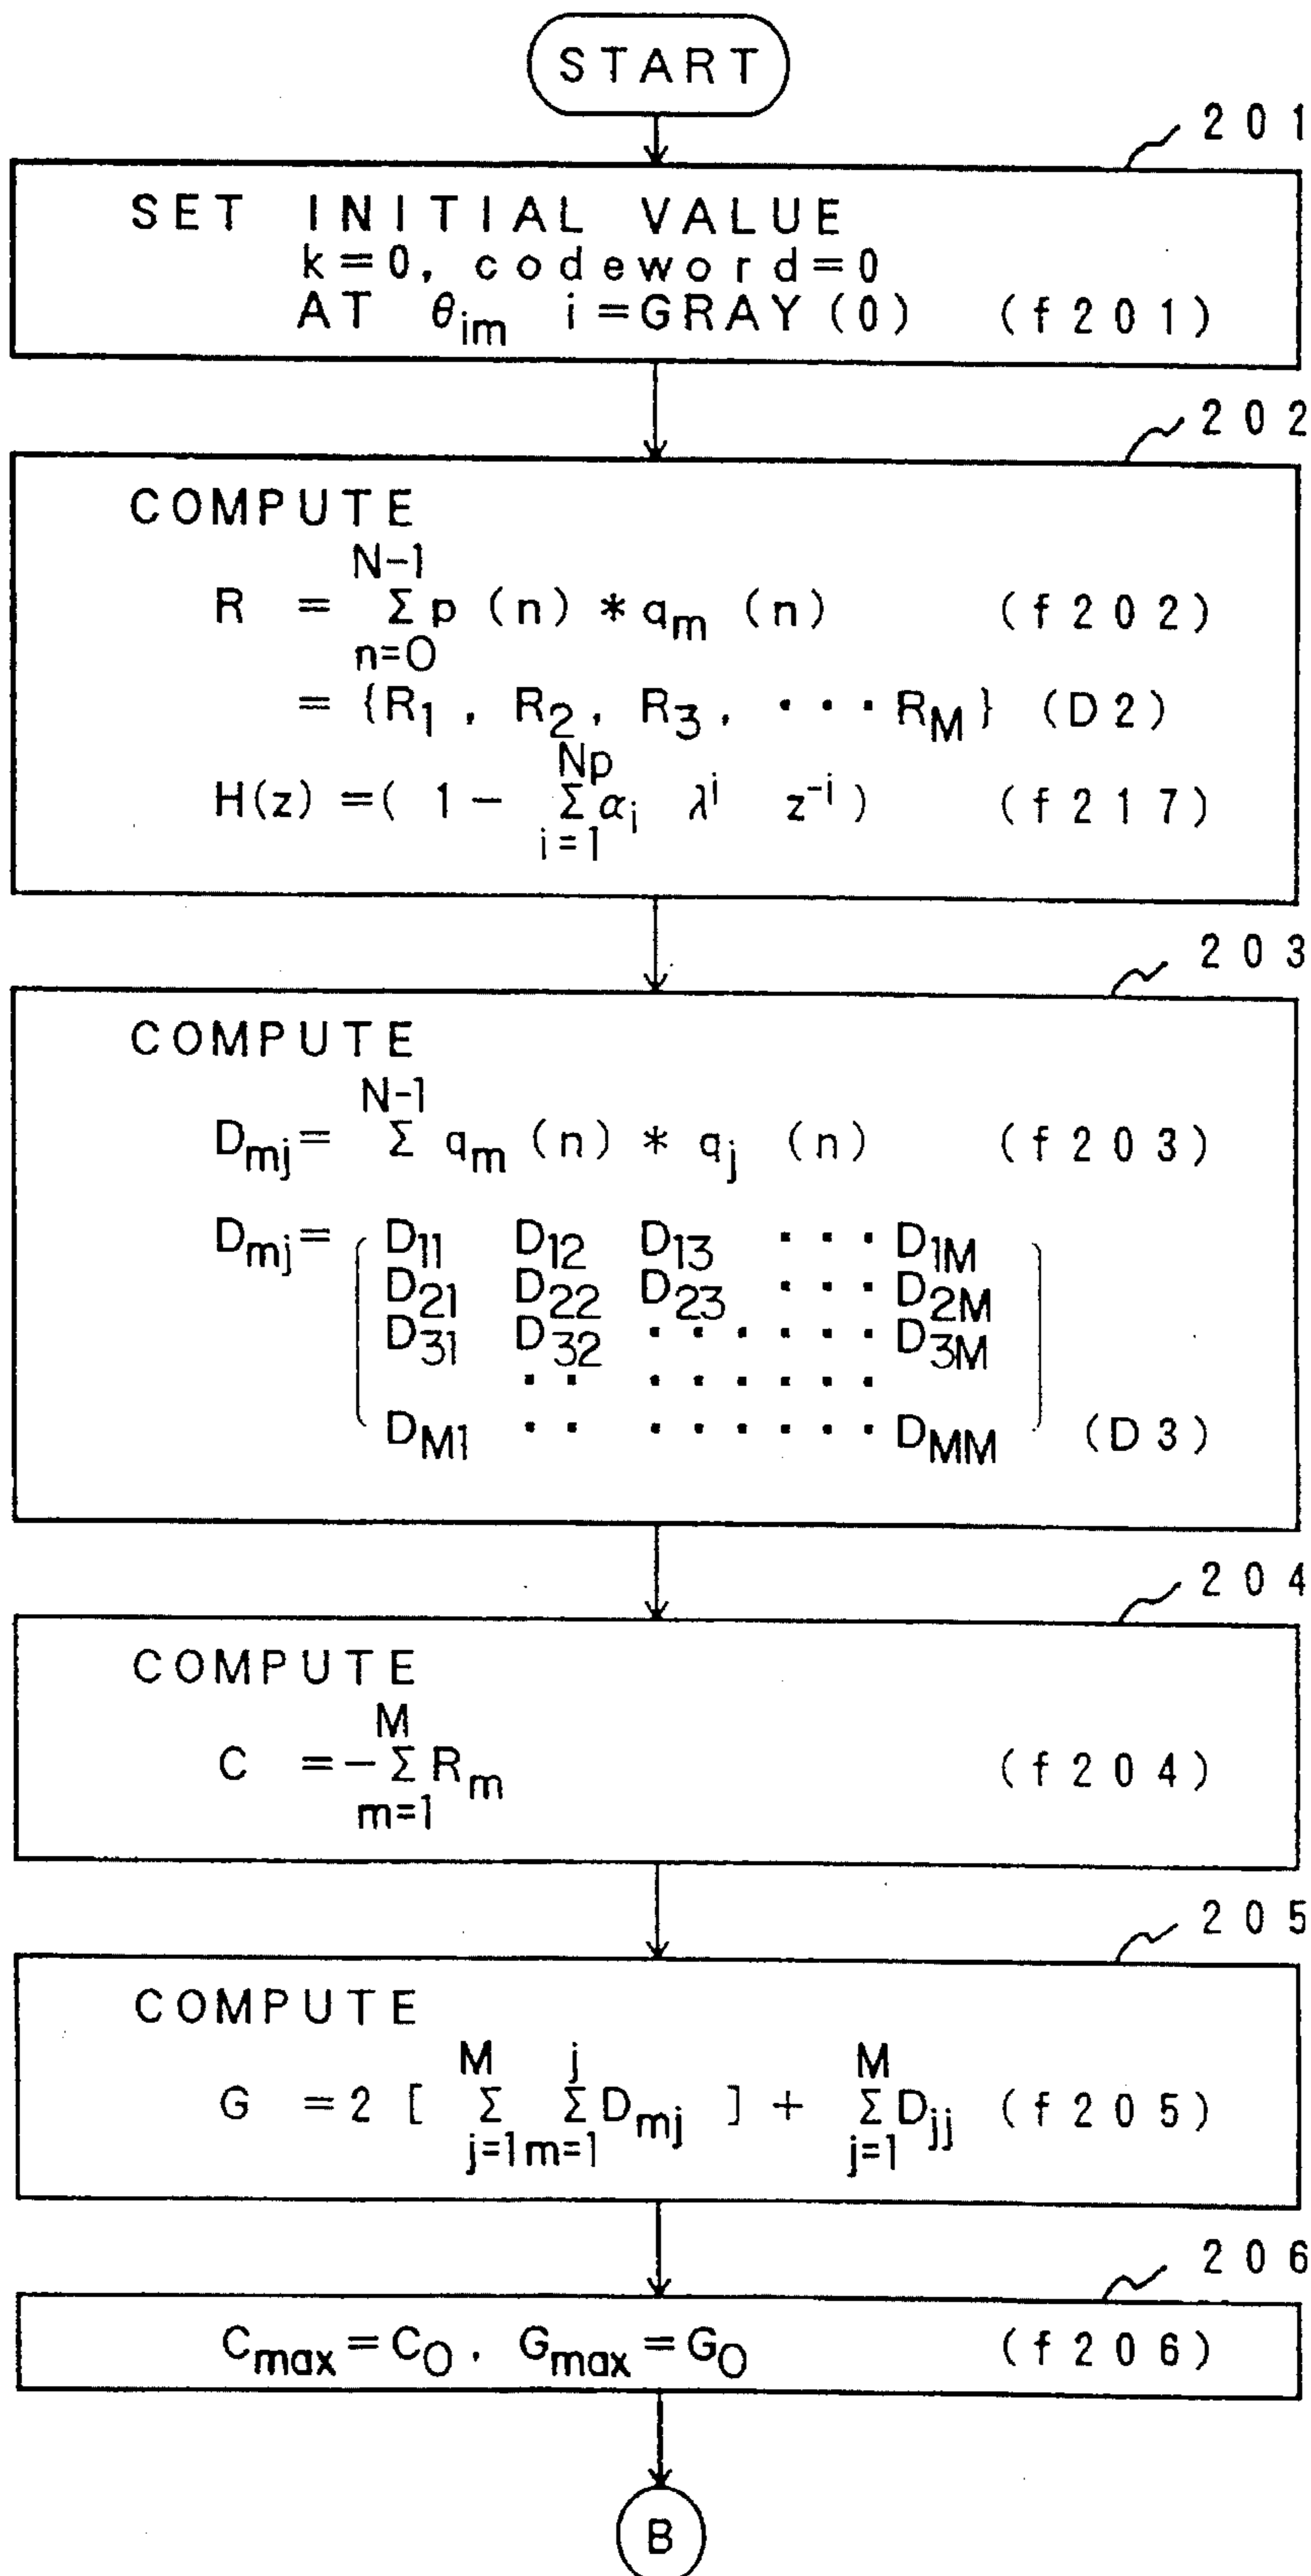 START
201
SET INITIAL VALUE
k=0, codeword=0
AT θim i=GRAY(0) (f201)
202
COMPUTE
N-1
R = Σ p(n) * qm(n) (f202)
n=0
= {R1, R2, R3, ··· RM} (D2)
Np
H(z) =( 1 - Σ αi λ^i z^-i ) (f217)
i=1
203
COMPUTE
N-1
Dmj= Σ qm(n) * qj(n) (f203)
Dmj= D11 D12 D13 ··· D1M
D21 D22 D23 ··· D2M
D31 D32 ······ D3M
·· ······
DM1 ·· ······ DMM (D3)
204
COMPUTE
M
C =-Σ Rm (f204)
m=1
205
COMPUTE
M j M
G =2 [ Σ Σ Dmj ] + Σ Djj (f205)
j=1 m=1 j=1
206
Cmax=C0, Gmax=G0 (f206)
B